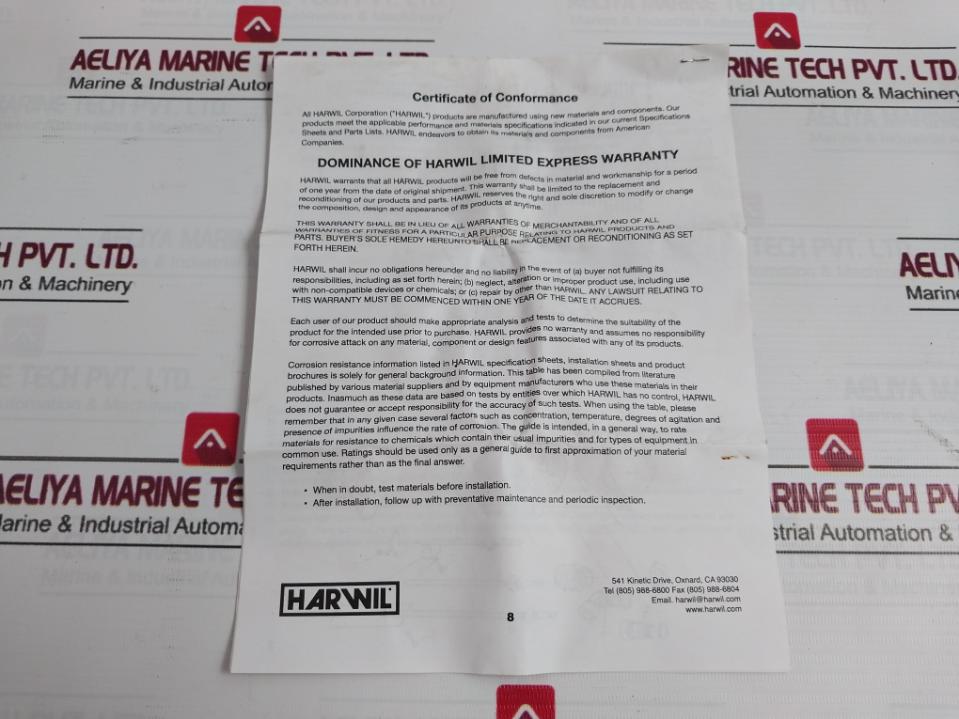 AELIYA MARINE TECH PVT. LTD.
Marine & Industrial Autom
RINE TECH PVT. LTD.
trial Automation & Machinery
H PVT. LTD.
n & Machinery
AELIY
Marine
AELIYA MARINE TE
arine & Industrial Automa
RINE TECH PV
strial Automation &
Certificate of Conformance
All HARWIL Corporation ("HARWIL") products are manufactured using new materials and components. Our
products meet the applicable performance and materials specifications indicated in our current Specifications
Sheets and Parts Lists. HARWIL endeavors to obtain its materials and components from American
Companies.
DOMINANCE OF HARWIL LIMITED EXPRESS WARRANTY
HARWIL warrants that all HARWIL products will be free from defects in material and workmanship for a period
of one year from the date of original shipment. This warranty shall be limited to the replacement and
reconditioning of our products and parts. HARWIL reserves the right and sole discretion to modify or change
the composition, design and appearance of its products at anytime.
THIS WARRANTY SHALL BE IN LIEU OF ALL WARRANTIES OF MERCHANTABILITY AND OF ALL
WARRANTIES OF FITNESS FOR A PARTICULAR PURPOSE RELATING TO HARWIL PRODUCTS AND
PARTS. BUYER'S SOLE REMEDY HEREUNTO SHALL BE REPLACEMENT OR RECONDITIONING AS SET
FORTH HEREIN.
HARWIL shall incur no obligations hereunder and no liability in the event of (a) buyer not fulfilling its
responsibilities, including as set forth herein; (b) neglect, alteration or improper product use, including use
with non-compatible devices or chemicals; or (c) repair by other than HARWIL. ANY LAWSUIT RELATING TO
THIS WARRANTY MUST BE COMMENCED WITHIN ONE YEAR OF THE DATE IT ACCRUES.
Each user of our product should make appropriate analysis and tests to determine the suitability of the
product for the intended use prior to purchase. HARWIL provides no warranty and assumes no responsibility
for corrosive attack on any material, component or design features associated with any of its products.
Corrosion resistance information listed in HARWIL specification sheets, installation sheets and product
brochures is solely for general background information. This table has been compiled from literature
published by various material suppliers and by equipment manufacturers who use these materials in their
products. Inasmuch as these data are based on tests by entities over which HARWIL has no control, HARWIL
does not guarantee or accept responsibility for the accuracy of such tests. When using the table, please
remember that in any given case several factors such as concentration, temperature, degrees of agitation and
presence of impurities influence the rate of corrosion. The guide is intended, in a general way, to rate
materials for resistance to chemicals which contain their usual impurities and for types of equipment in
common use. Ratings should be used only as a general guide to first approximation of your material
requirements rather than as the final answer.
• When in doubt, test materials before installation.
• After installation, follow up with preventative maintenance and periodic inspection.
HARWIL
8
541 Kinetic Drive, Oxnard, CA 93030
Tel (805) 988-6800 Fax (805) 988-6804
Email. harwil@harwil.com
www.harwil.com